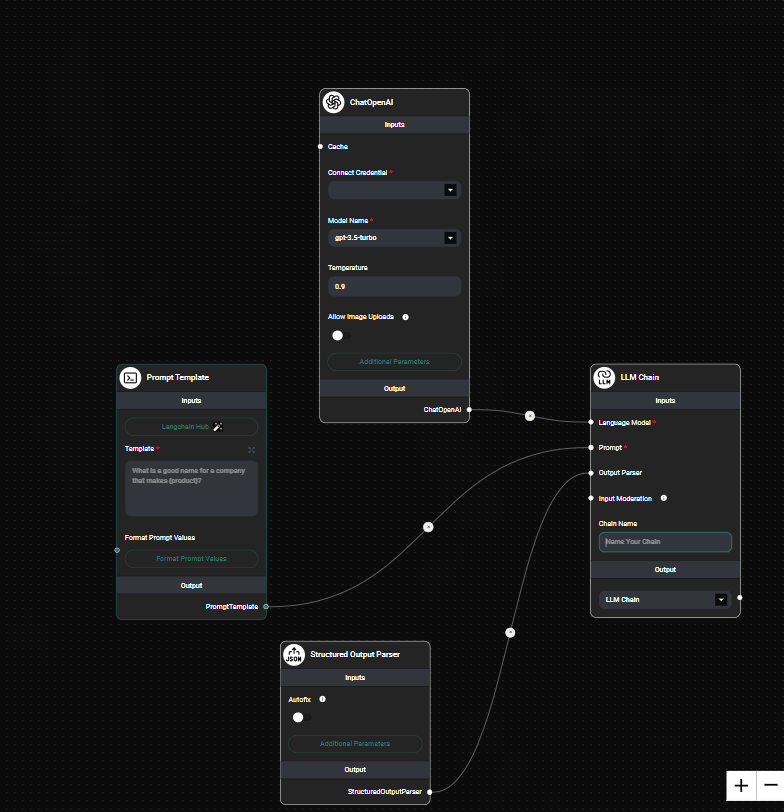 ChatOpenAI
Inputs
Cache
Connect Credential *
Model Name *
gpt-3.5-turbo
Temperature
0.9
Allow Image Uploads
Additional Parameters
Output
ChatOpenAI
Prompt Template
Inputs
Langchain Hub
Template *
What is a good name for a company
that makes {product}?
Format Prompt Values
Format Prompt Values
Output
PromptTemplate
LLM
LLM Chain
Inputs
Language Model *
Prompt *
Output Parser
Input Moderation
Chain Name
Name Your Chain
Output
LLM Chain
JSON
Structured Output Parser
Inputs
Autofix
Additional Parameters
Output
StructuredOutputParser